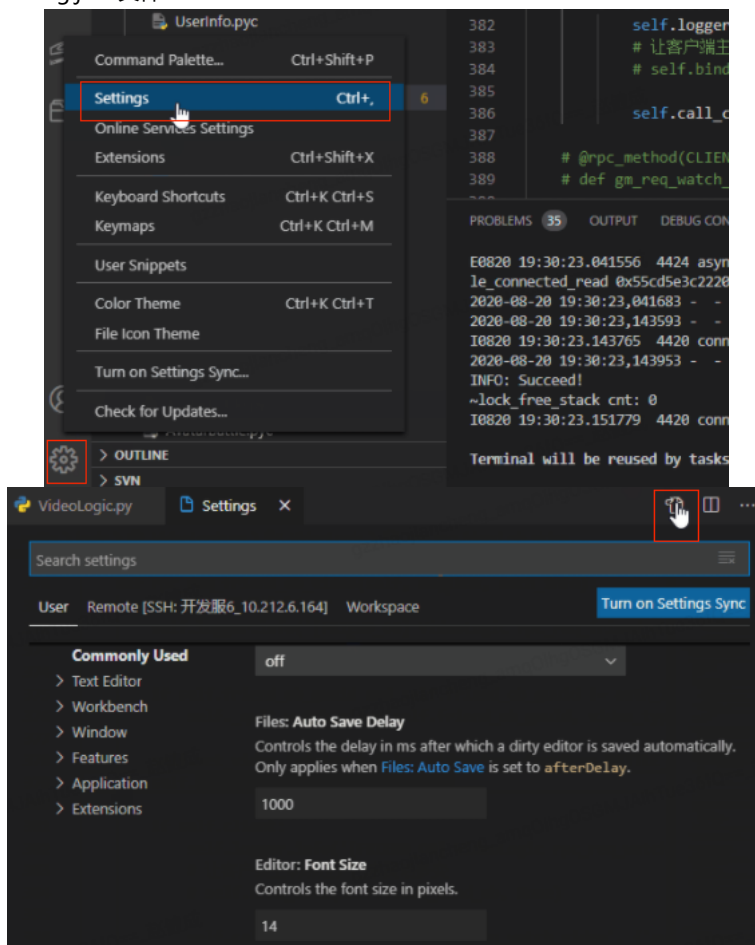 UserInfo.pyc
Command Palette... Ctrl+Shift+P
Settings Ctrl+,
Online Services Settings
Extensions Ctrl+Shift+X
Keyboard Shortcuts Ctrl+K Ctrl+S
Keymaps Ctrl+K Ctrl+M
User Snippets
Color Theme Ctrl+K Ctrl+T
File Icon Theme
Turn on Settings Sync...
Check for Updates...
> OUTLINE
> SVN
6
382 self.logger
383 # 让客户端主
384 # self.bind
385
386 self.call_c
387
388 # @rpc_method(CLIEN
389 # def gm_req_watch_
PROBLEMS 35 OUTPUT DEBUG CON
E0820 19:30:23.041556 4424 asyn
le_connected_read 0x55cd5e3c2220
2020-08-20 19:30:23,041683 - -
2020-08-20 19:30:23,143593 - -
I0820 19:30:23.143765 4420 conn
2020-08-20 19:30:23,143953 - -
INFO: Succeed!
~lock_free_stack cnt: 0
I0820 19:30:23.151779 4420 conn
Terminal will be reused by tasks
VideoLogic.py Settings ×
Search settings
User Remote [SSH: 开发服6_10.212.6.164] Workspace Turn on Settings Sync
Commonly Used
> Text Editor
> Workbench
> Window
> Features
> Application
> Extensions
off
Files: Auto Save Delay
Controls the delay in ms after which a dirty editor is saved automatically.
Only applies when Files: Auto Save is set to afterDelay.
1000
Editor: Font Size
Controls the font size in pixels.
14